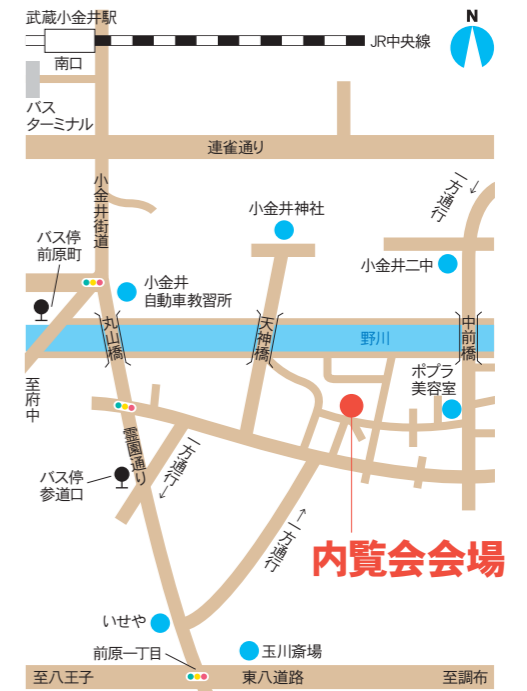 武蔵小金井駅
N
JR中央線
南口
バス
ターミナル
連雀通り
小金井街道
一方通行→
小金井神社
バス停
前原町
小金井二中
小金井
自動車教習所
丸山橋
天神橋
野川
中前橋
ポプラ
美容室
至府中
霊園通り
一方通行→
バス停
参道口
←一方通行
内覧会会場
いせや
前原一丁目
玉川斎場
至八王子
東八道路
至調布